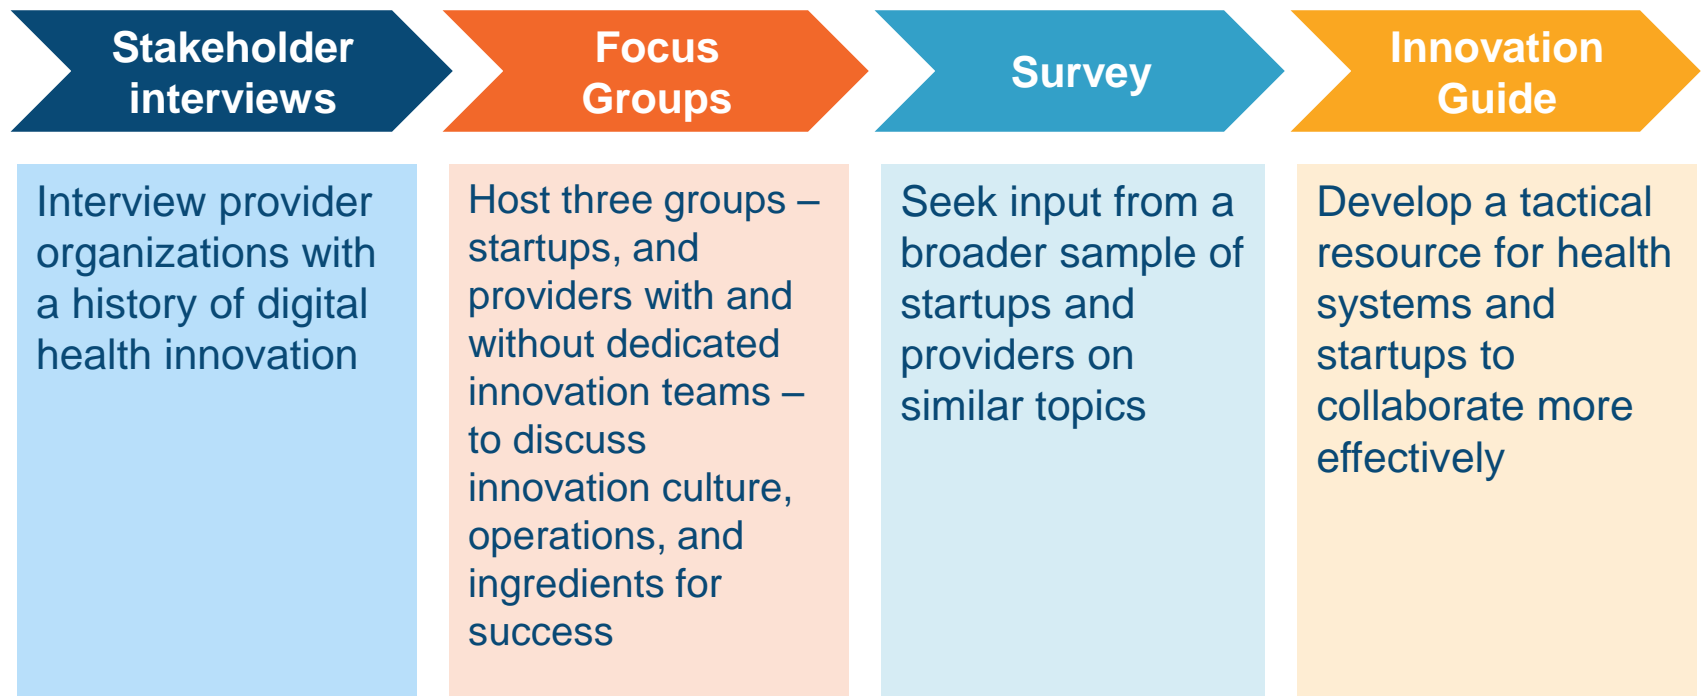 Stakeholder
interviews
Focus
Groups
Survey
Innovation
Guide
Interview provider
organizations with
a history of digital
health innovation
Host three groups –
startups, and
providers with and
without dedicated
innovation teams –
to discuss
innovation culture,
operations, and
ingredients for
success
Seek input from a
broader sample of
startups and
providers on
similar topics
Develop a tactical
resource for health
systems and
startups to
collaborate more
effectively